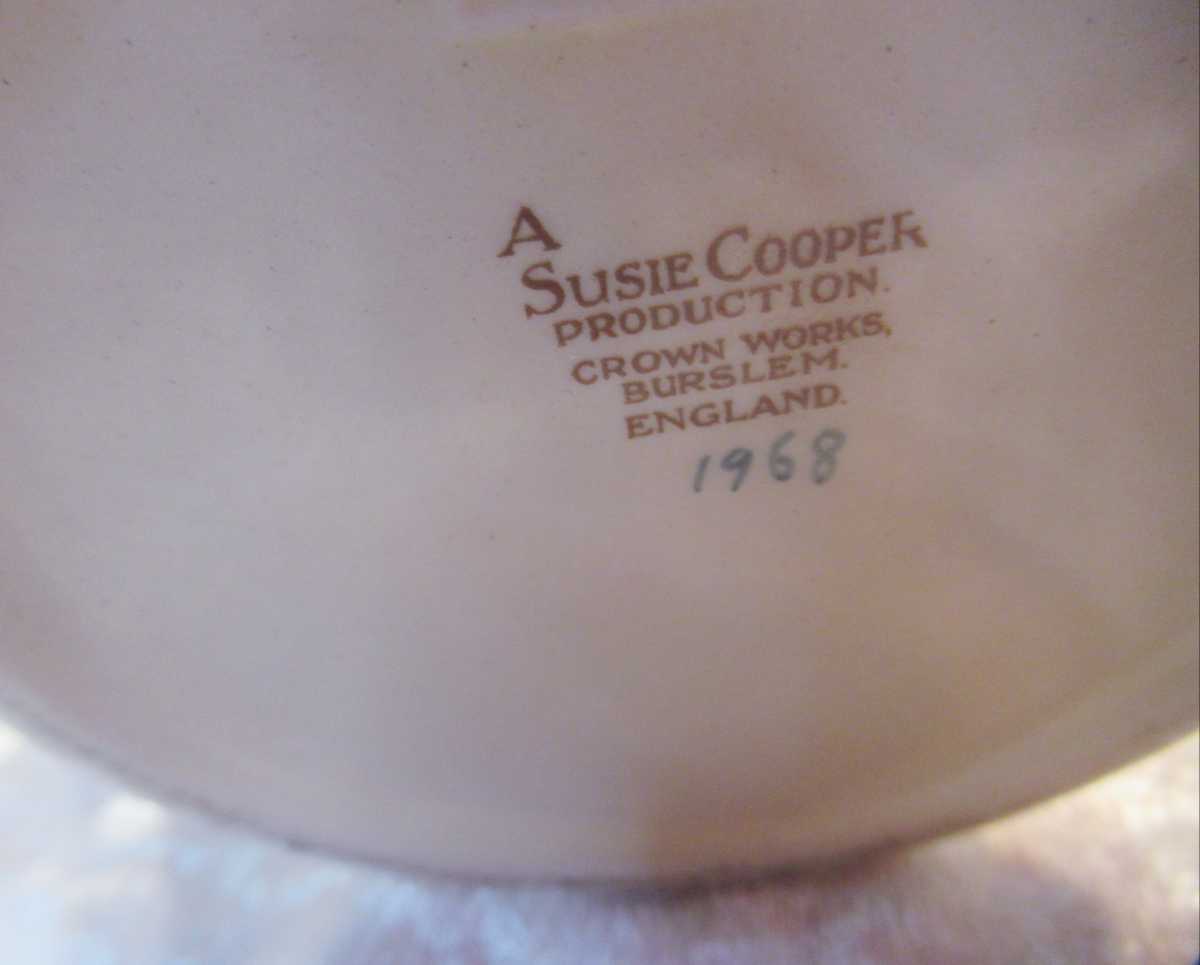 A
SUSIE COOPER
PRODUCTION.
CROWN WORKS,
BURSLEM.
ENGLAND.
1968